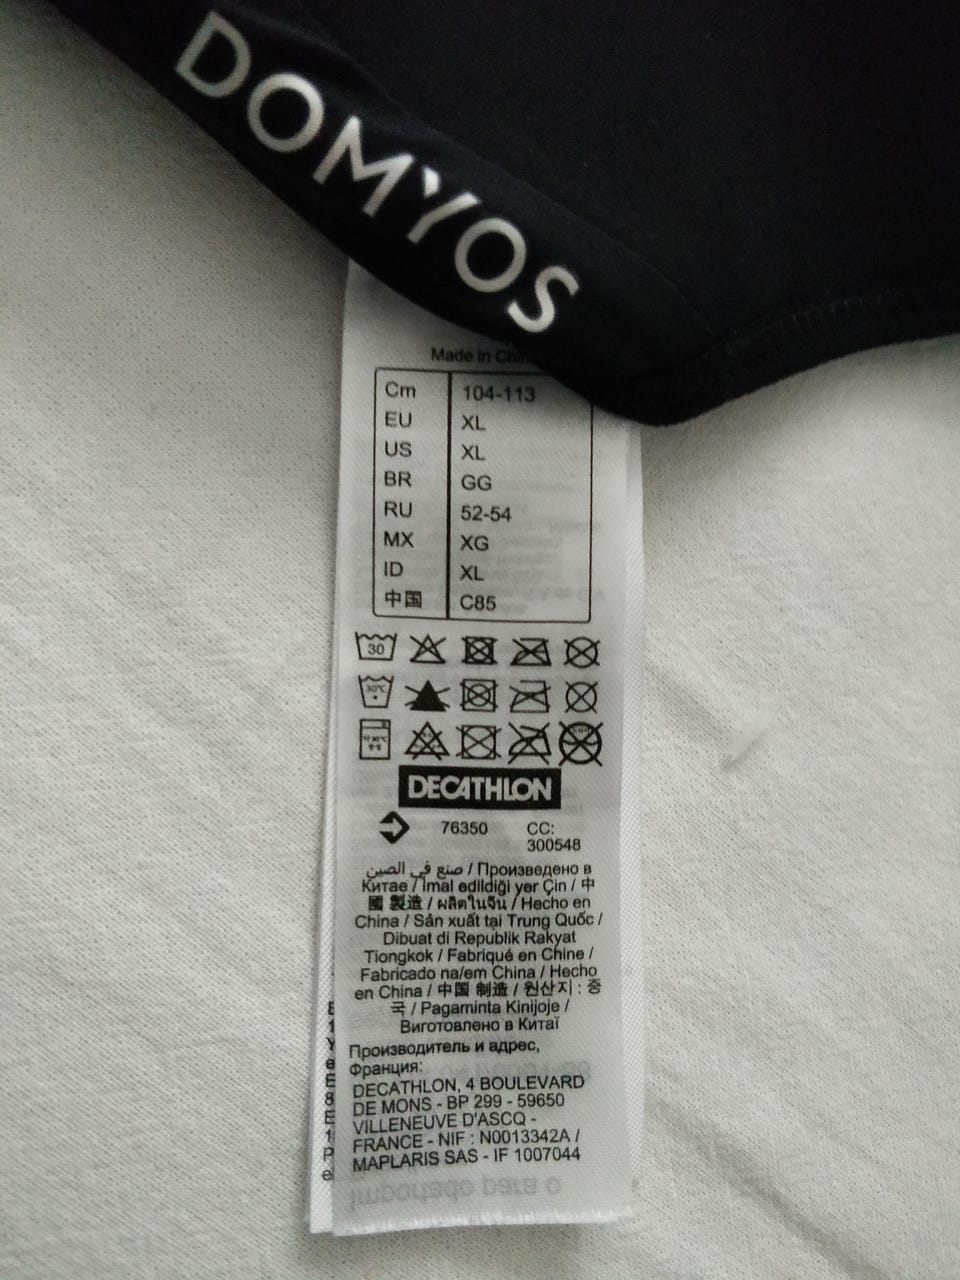 DOMYOS
Made in
Cm 104-113
EU XL
US XL
BR GG
RU 52-54
MX XG
ID XL
中国 C85
30
30°C
DECATHLON
76350 CC:
300548
صنع في الصين / Произведено в
Китае / İmal edildiği yer Çin / 中
國 製造 / ผลิตในจีน / Hecho en
China / Sản xuất tại Trung Quốc /
Dibuat di Republik Rakyat
Tiongkok / Fabriqué en Chine /
Fabricado na/em China / Hecho
en China / 中国 制造 / 원산지 : 중
국 / Pagaminta Kinijoje /
Виготовлено в Китаї
Производитель и адрес,
Франция:
DECATHLON, 4 BOULEVARD
DE MONS - BP 299 - 59650
VILLENEUVE D'ASCQ -
FRANCE - NIF : N0013342A /
MAPLARIS SAS - IF 1007044